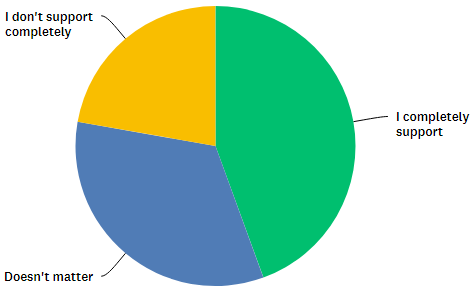 I don't support
completely
I completely
support
Doesn't matter